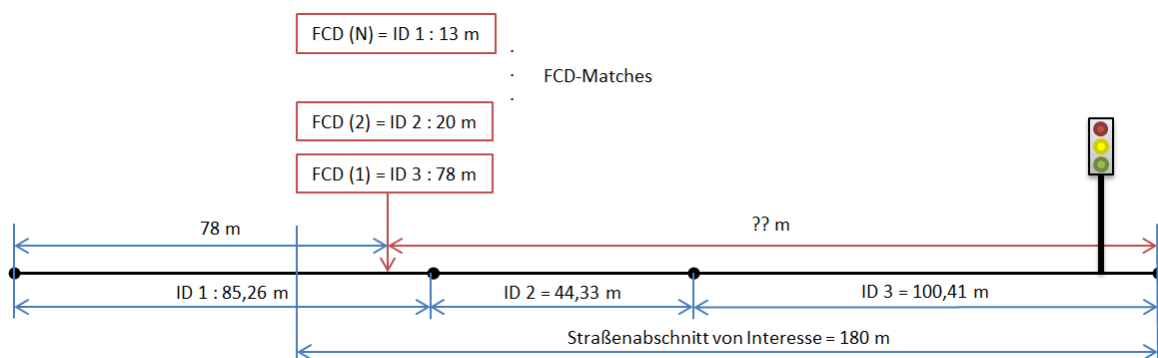 FCD (N) = ID 1 : 13 m
FCD-Matches
FCD (2) = ID 2 : 20 m
FCD (1) = ID 3 : 78 m
78 m
?? m
ID 1 : 85,26 m
ID 2 = 44,33 m
ID 3 = 100,41 m
Straßenabschnitt von Interesse = 180 m